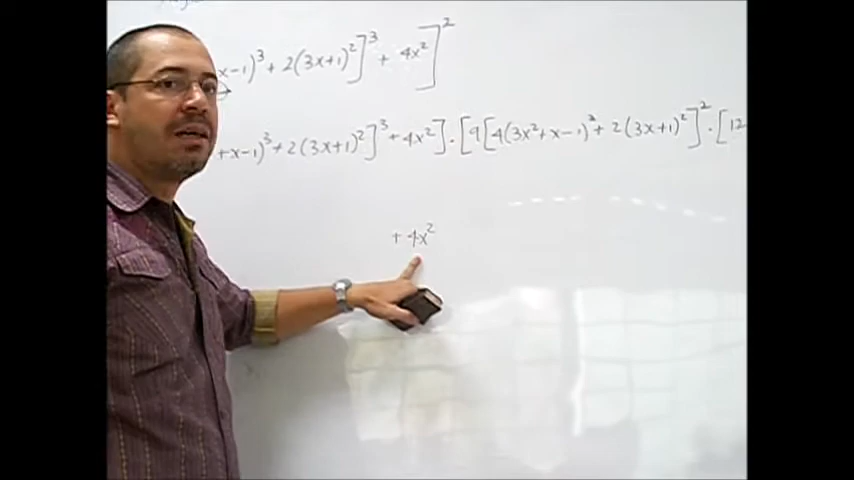 x-1)³ + 2(3x+1)²]³ + 4x²]²
+x-1)³ + 2(3x+1)²]³ + 4x²] · [9[4(3x²+x-1)³ + 2(3x+1)²]² · [12
+ 4x²